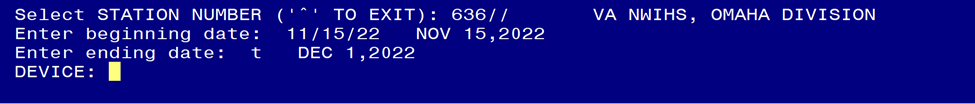 Select STATION NUMBER ('^' TO EXIT): 636//       VA NWIHS, OMAHA DIVISION
Enter beginning date:  11/15/22   NOV 15,2022
Enter ending date:  t   DEC 1,2022
DEVICE: